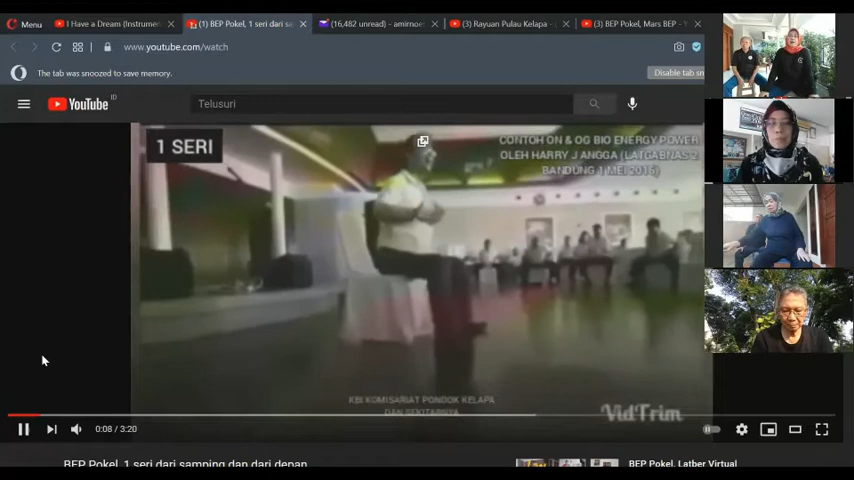 Menu
I Have a Dream (Instrumen
(1) BEP Pokel, 1 seri dari sa
(16,482 unread) - amirnoe
(3) Rayuan Pulau Kelapa -
(3) BEP Pokel, Mars BEP - Y
www.youtube.com/watch
The tab was snoozed to save memory.
Disable tab sn
YouTube ID
Telusuri
1 SERI
CONTOH ON & OG BIO ENERGY POWER
OLEH HARRY J ANGGA (LATGABNAS 2
BANDUNG 1 MEI 2016)
KBI KOMISARIAT PONDOK KELAPA
DAN SEKITARNYA
VidTrim
0:08 / 3:20
BEP Pokel, 1 seri dari samping dan dari depan
BEP Pokel, Latber Virtual